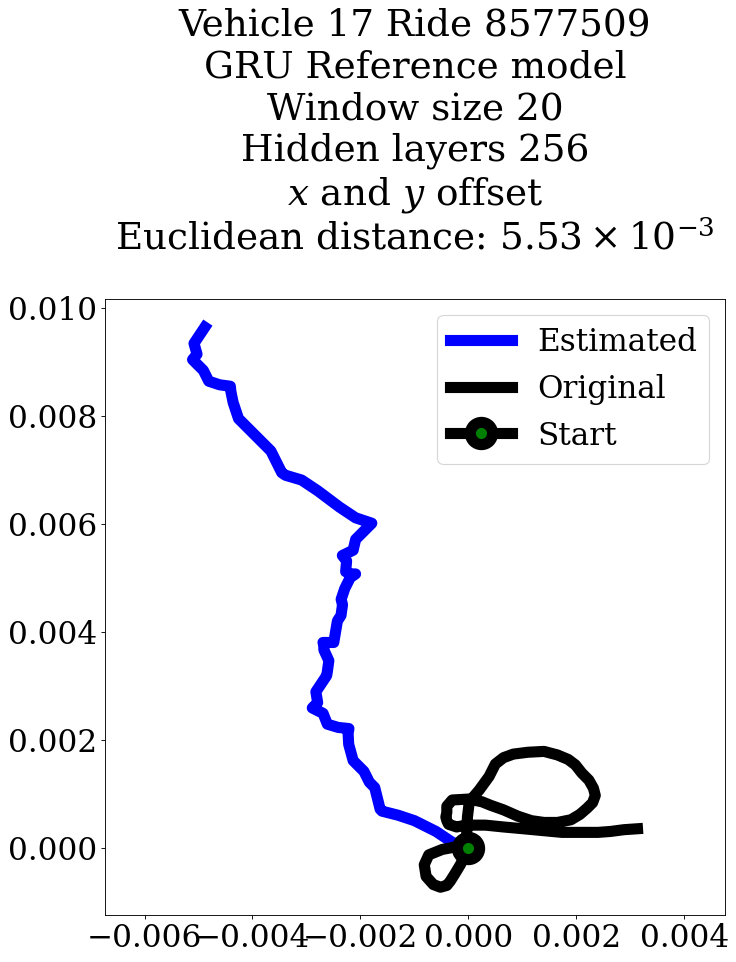 Vehicle 17 Ride 8577509
GRU Reference model
Window size 20
Hidden layers 256
x and y offset
Euclidean distance: 5.53 × 10⁻³
0.010
0.008
0.006
0.004
0.002
0.000
Estimated
Original
Start
−0.006 −0.004 −0.002 0.000 0.002 0.004